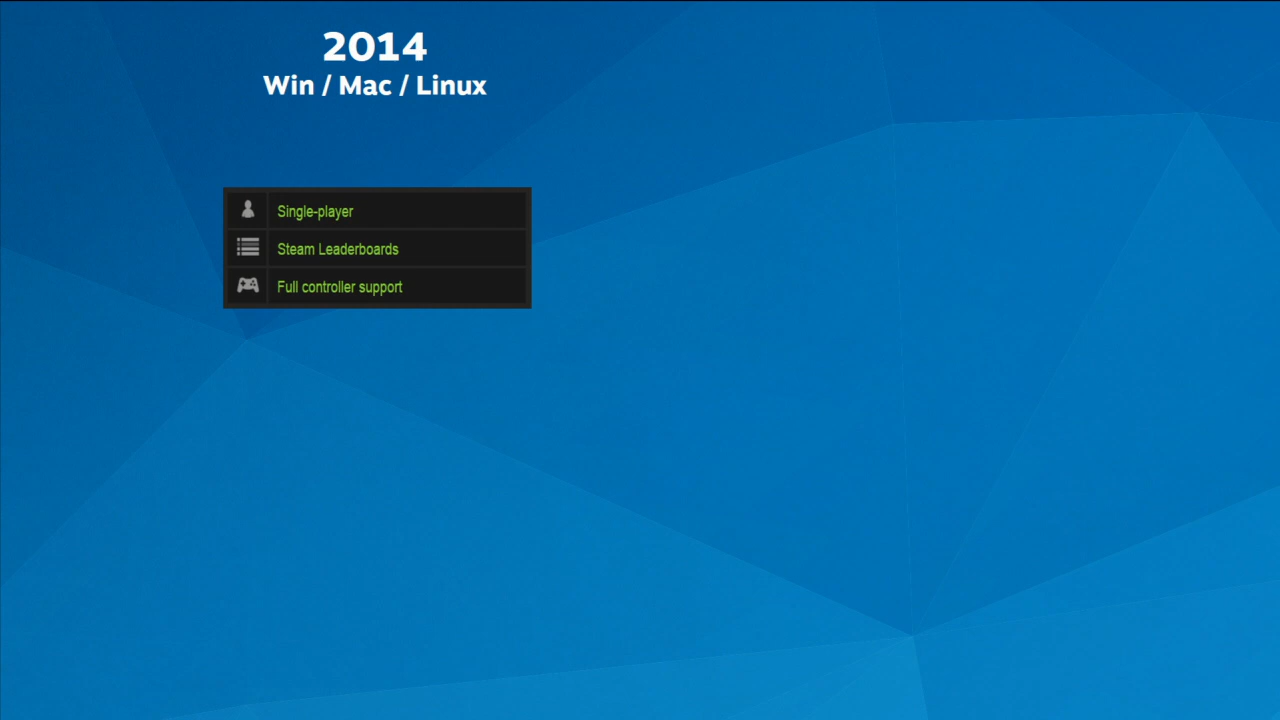 2014
Win / Mac / Linux
Single-player
Steam Leaderboards
Full controller support